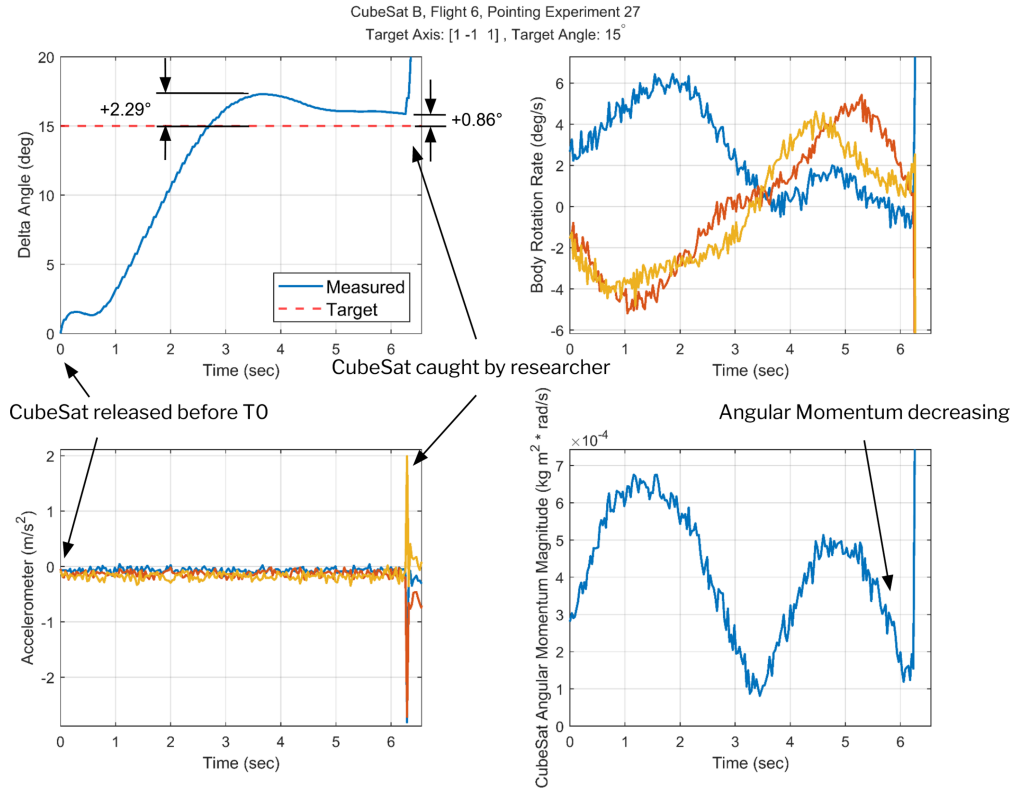 CubeSat B, Flight 6, Pointing Experiment 27
Target Axis: [1 -1 1] , Target Angle: 15°
20
15
10
5
0
Delta Angle (deg)
+2.29°
+0.86°
Measured
Target
0 1 2 3 4 5 6
Time (sec)
6
4
2
0
-2
-4
-6
Body Rotation Rate (deg/s)
0 1 2 3 4 5 6
Time (sec)
CubeSat caught by researcher
CubeSat released before T0
Angular Momentum decreasing
2
1
0
-1
-2
Accelerometer (m/s²)
0 1 2 3 4 5 6
Time (sec)
×10⁻⁴
7
6
5
4
3
2
1
0
CubeSat Angular Momentum Magnitude (kg m² * rad/s)
0 1 2 3 4 5 6
Time (sec)